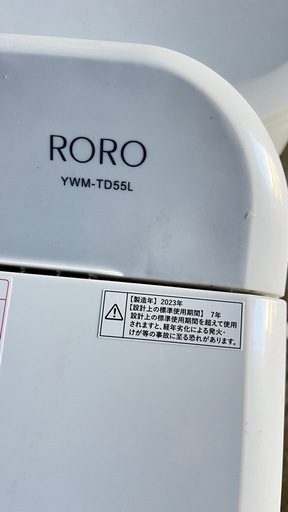 RORO
YWM-TD55L
【製造年】2023年
【設計上の標準使用期間】 7年
設計上の標準使用期間を超えて使用
されますと、経年劣化による発火・
けが等の事故に至る恐れがあります。